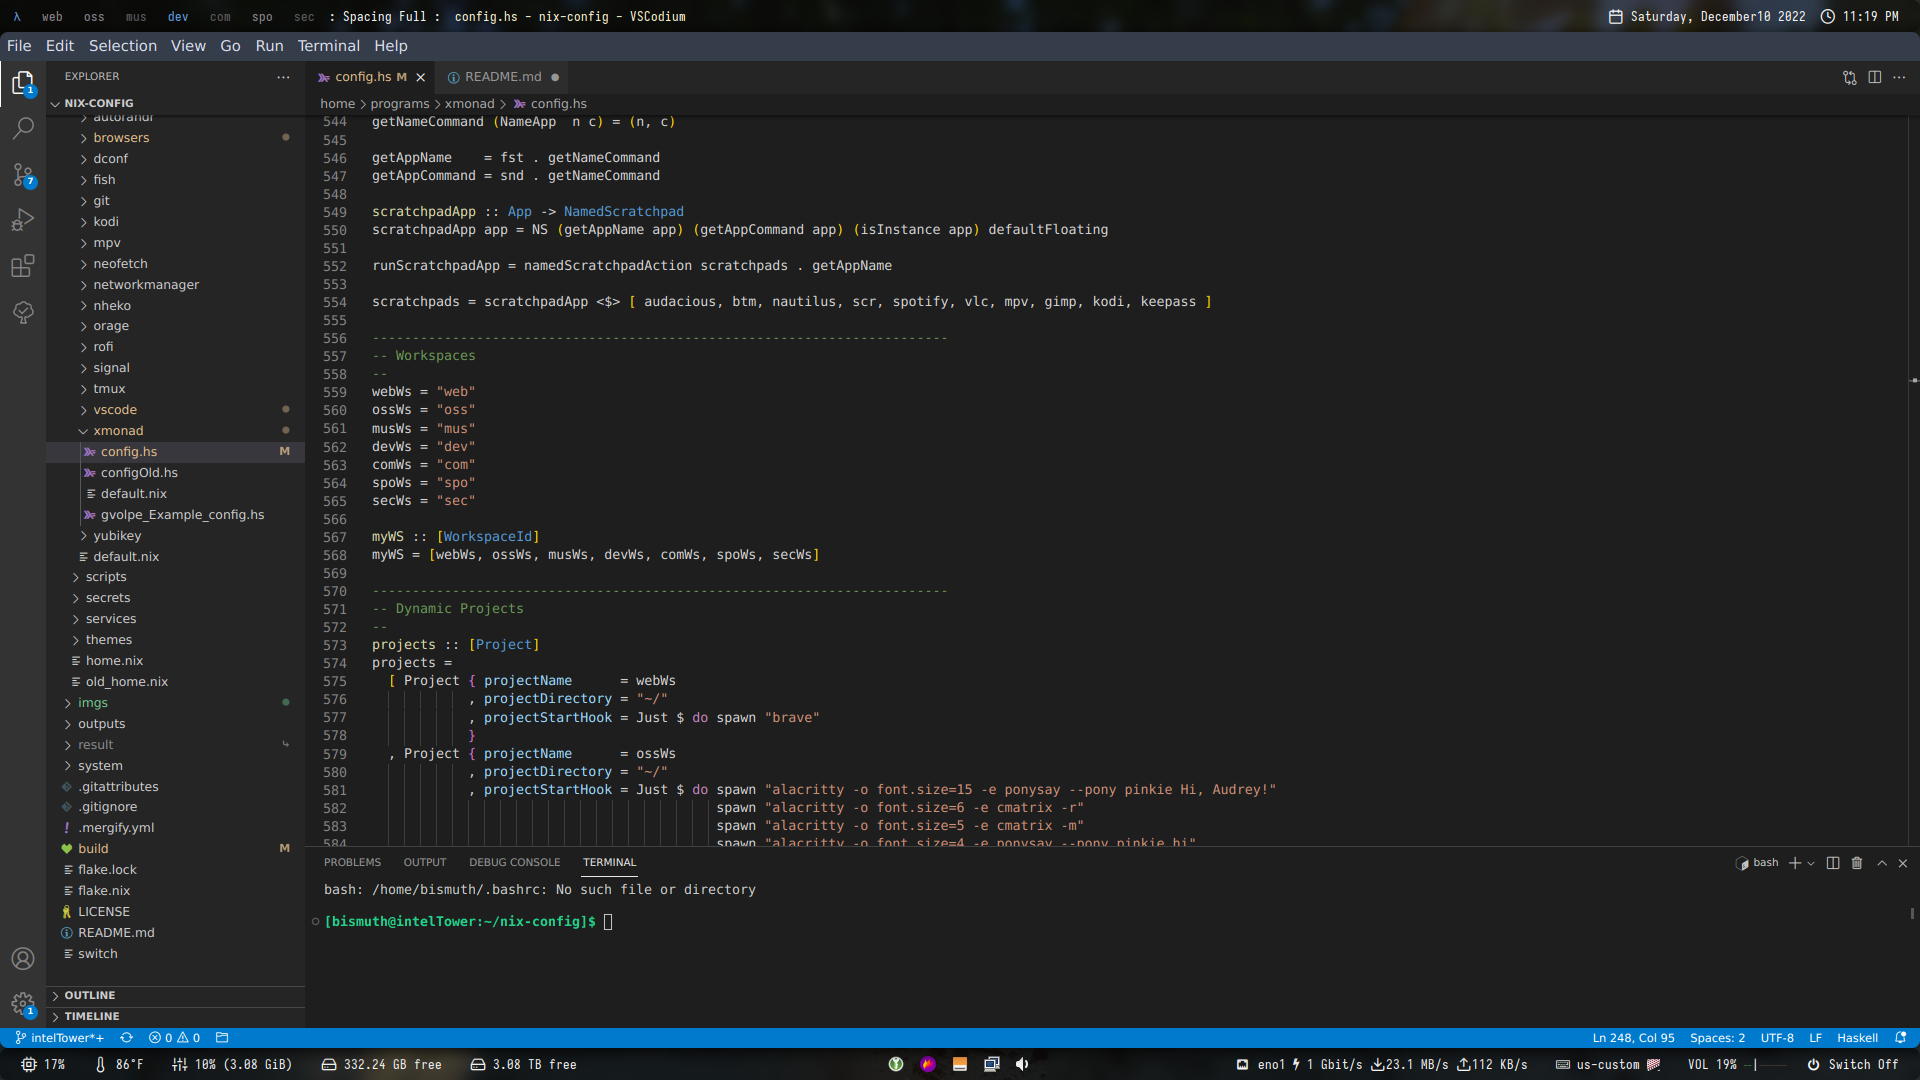 λ web oss mus dev com spo sec : Spacing Full : config.hs - nix-config - VSCodium
Saturday, December10 2022 11:19 PM
File Edit Selection View Go Run Terminal Help
EXPLORER
config.hs M
README.md
NIX-CONFIG
home > programs > xmonad > config.hs
autorandr
browsers
dconf
fish
git
kodi
mpv
neofetch
networkmanager
nheko
orage
rofi
signal
tmux
vscode
xmonad
config.hs M
configOld.hs
default.nix
gvolpe_Example_config.hs
yubikey
default.nix
scripts
secrets
services
themes
home.nix
old_home.nix
imgs
outputs
result
system
.gitattributes
.gitignore
.mergify.yml
build M
flake.lock
flake.nix
LICENSE
README.md
switch
OUTLINE
TIMELINE
544 getNameCommand (NameApp  n c) = (n, c)
545
546 getAppName    = fst . getNameCommand
547 getAppCommand = snd . getNameCommand
548
549 scratchpadApp :: App -> NamedScratchpad
550 scratchpadApp app = NS (getAppName app) (getAppCommand app) (isInstance app) defaultFloating
551
552 runScratchpadApp = namedScratchpadAction scratchpads . getAppName
553
554 scratchpads = scratchpadApp <$> [ audacious, btm, nautilus, scr, spotify, vlc, mpv, gimp, kodi, keepass ]
555
556 ------------------------------------------------------------------------
557 -- Workspaces
558 --
559 webWs = "web"
560 ossWs = "oss"
561 musWs = "mus"
562 devWs = "dev"
563 comWs = "com"
564 spoWs = "spo"
565 secWs = "sec"
566
567 myWS :: [WorkspaceId]
568 myWS = [webWs, ossWs, musWs, devWs, comWs, spoWs, secWs]
569
570 ------------------------------------------------------------------------
571 -- Dynamic Projects
572 --
573 projects :: [Project]
574 projects =
575   [ Project { projectName      = webWs
576             , projectDirectory = "~/"
577             , projectStartHook = Just $ do spawn "brave"
578             }
579   , Project { projectName      = ossWs
580             , projectDirectory = "~/"
581             , projectStartHook = Just $ do spawn "alacritty -o font.size=15 -e ponysay --pony pinkie Hi, Audrey!"
582                                            spawn "alacritty -o font.size=6 -e cmatrix -r"
583                                            spawn "alacritty -o font.size=5 -e cmatrix -m"
584                                            spawn "alacritty -o font.size=4 -e ponysay --pony pinkie hi"
PROBLEMS OUTPUT DEBUG CONSOLE TERMINAL
bash
bash: /home/bismuth/.bashrc: No such file or directory
[bismuth@intelTower:~/nix-config]$
1
7
1
intelTower*+ 0 0
Ln 248, Col 95 Spaces: 2 UTF-8 LF Haskell
17% 86°F 10% (3.08 GiB) 332.24 GB free 3.08 TB free
eno1 1 Gbit/s 23.1 MB/s 112 KB/s us-custom VOL 19% Switch Off